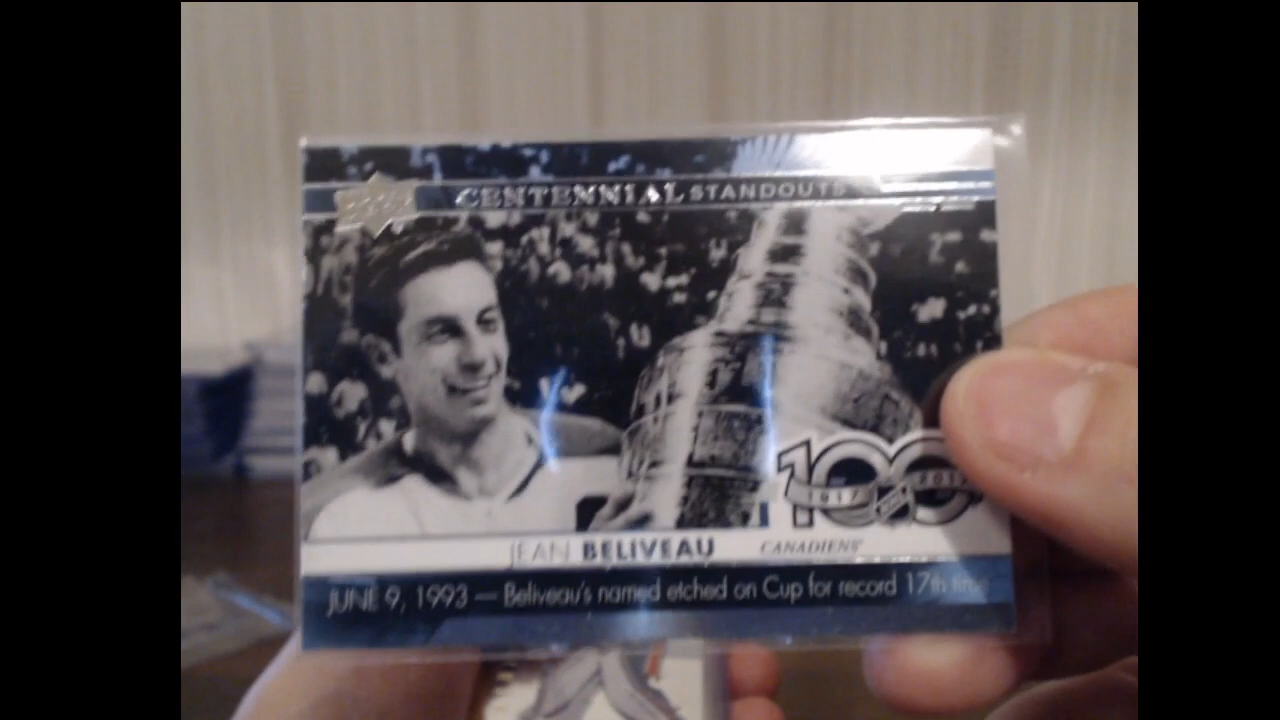 CENTENNIAL STANDOUTS
100
1917
JEAN BELIVEAU CANADIENS
JUNE 9, 1993 — Beliveau's named etched on Cup for record 17th time